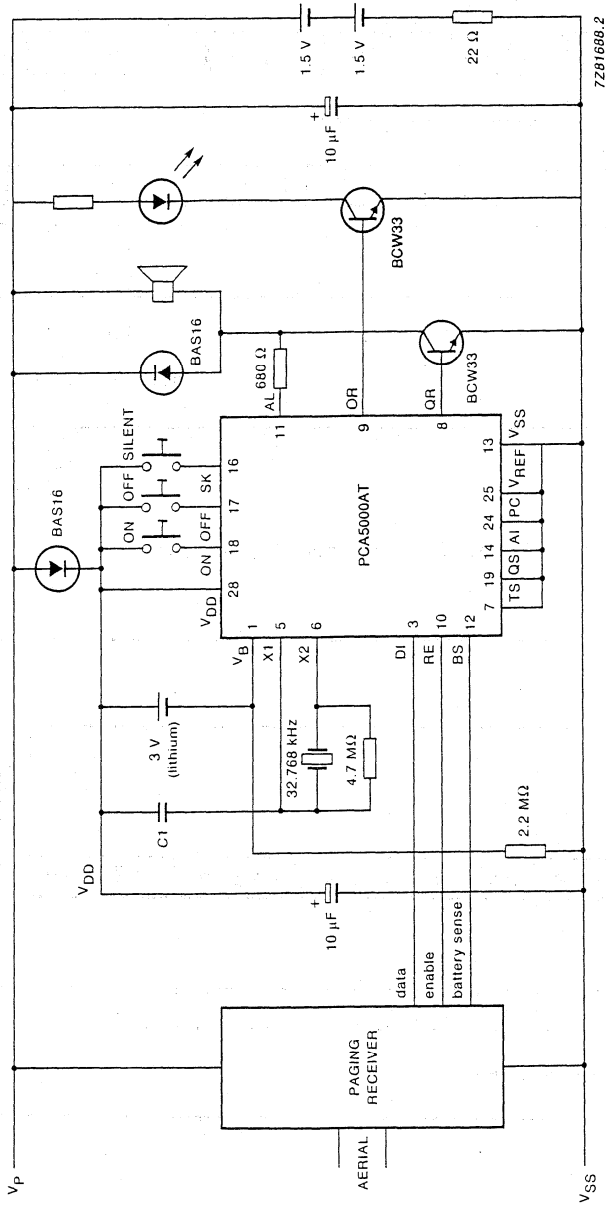 VP
VSS
AERIAL
PAGING
RECEIVER
data
enable
battery sense
VDD
10 μF
+
C1
3 V
(lithium)
32.768 kHz
4.7 MΩ
2.2 MΩ
BAS16
ON
OFF
SILENT
VDD
ON
OFF
SK
28
18
17
16
VB
1
X1
5
X2
6
DI
3
RE
10
BS
12
PCA5000AT
11
AL
680 Ω
9
OR
8
QR
7
19
14
24
25
13
TS
QS
AI
PC
VREF
VSS
BAS16
BCW33
BCW33
10 μF
+
1.5 V
1.5 V
22 Ω
7Z81688.2